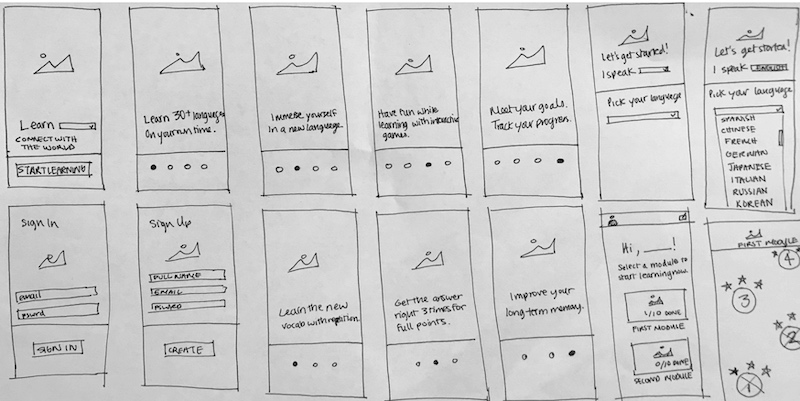 Learn
CONNECT WITH
THE WORLD
START LEARNING
Learn 30+ languages
On your run time.
Immerse yourself
In a new language.
Have fun while
learning with interactive
games.
Meet your goals.
Track your progress.
Let's get started!
I speak
Pick your language
Let's get started!
I speak ENGLISH
Pick your language
SPANISH
CHINESE
FRENCH
GERMAN
JAPANESE
ITALIAN
RUSSIAN
KOREAN
Sign In
email
psword
SIGN IN
Sign Up
FULL NAME
EMAIL
PSWORD
CREATE
Learn the new
vocab with repetition.
Get the answer
right 3 times for
full points.
Improve your
long-term memory.
Hi, ____!
Select a module to
start learning now.
1/10 DONE
FIRST MODULE
0/10 DONE
SECOND MODULE
FIRST MODULE
4
3
2
1